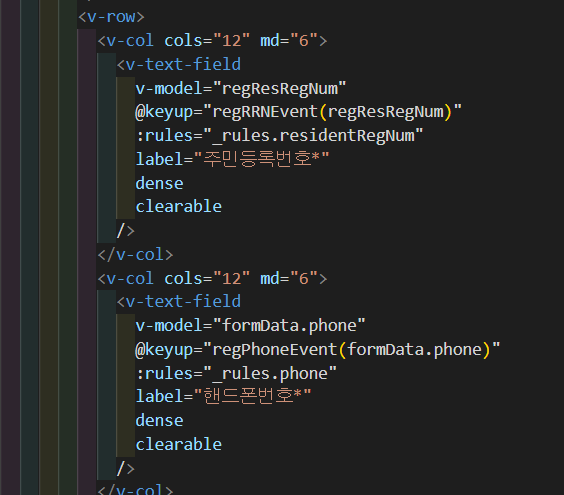 <v-row>
<v-col cols="12" md="6">
<v-text-field
v-model="regResRegNum"
@keyup="regRRNEvent(regResRegNum)"
:rules="_rules.residentRegNum"
label="주민등록번호*"
dense
clearable
/>
</v-col>
<v-col cols="12" md="6">
<v-text-field
v-model="formData.phone"
@keyup="regPhoneEvent(formData.phone)"
:rules="_rules.phone"
label="핸드폰번호*"
dense
clearable
/>
</v-col>